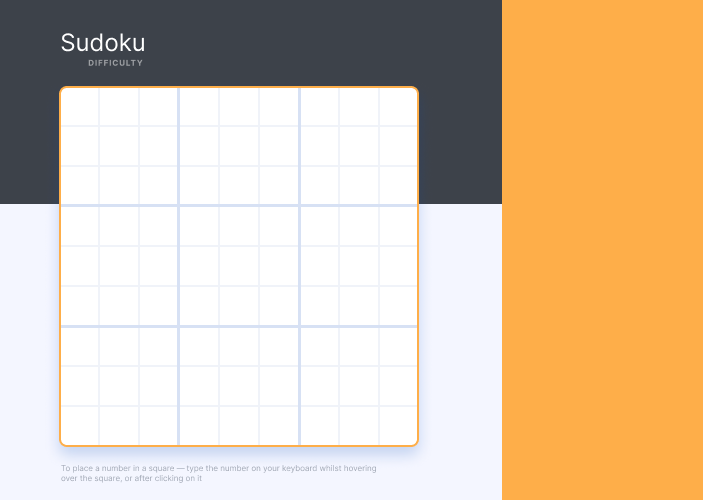 Sudoku
DIFFICULTY
To place a number in a square — type the number on your keyboard whilst hovering
over the square, or after clicking on it